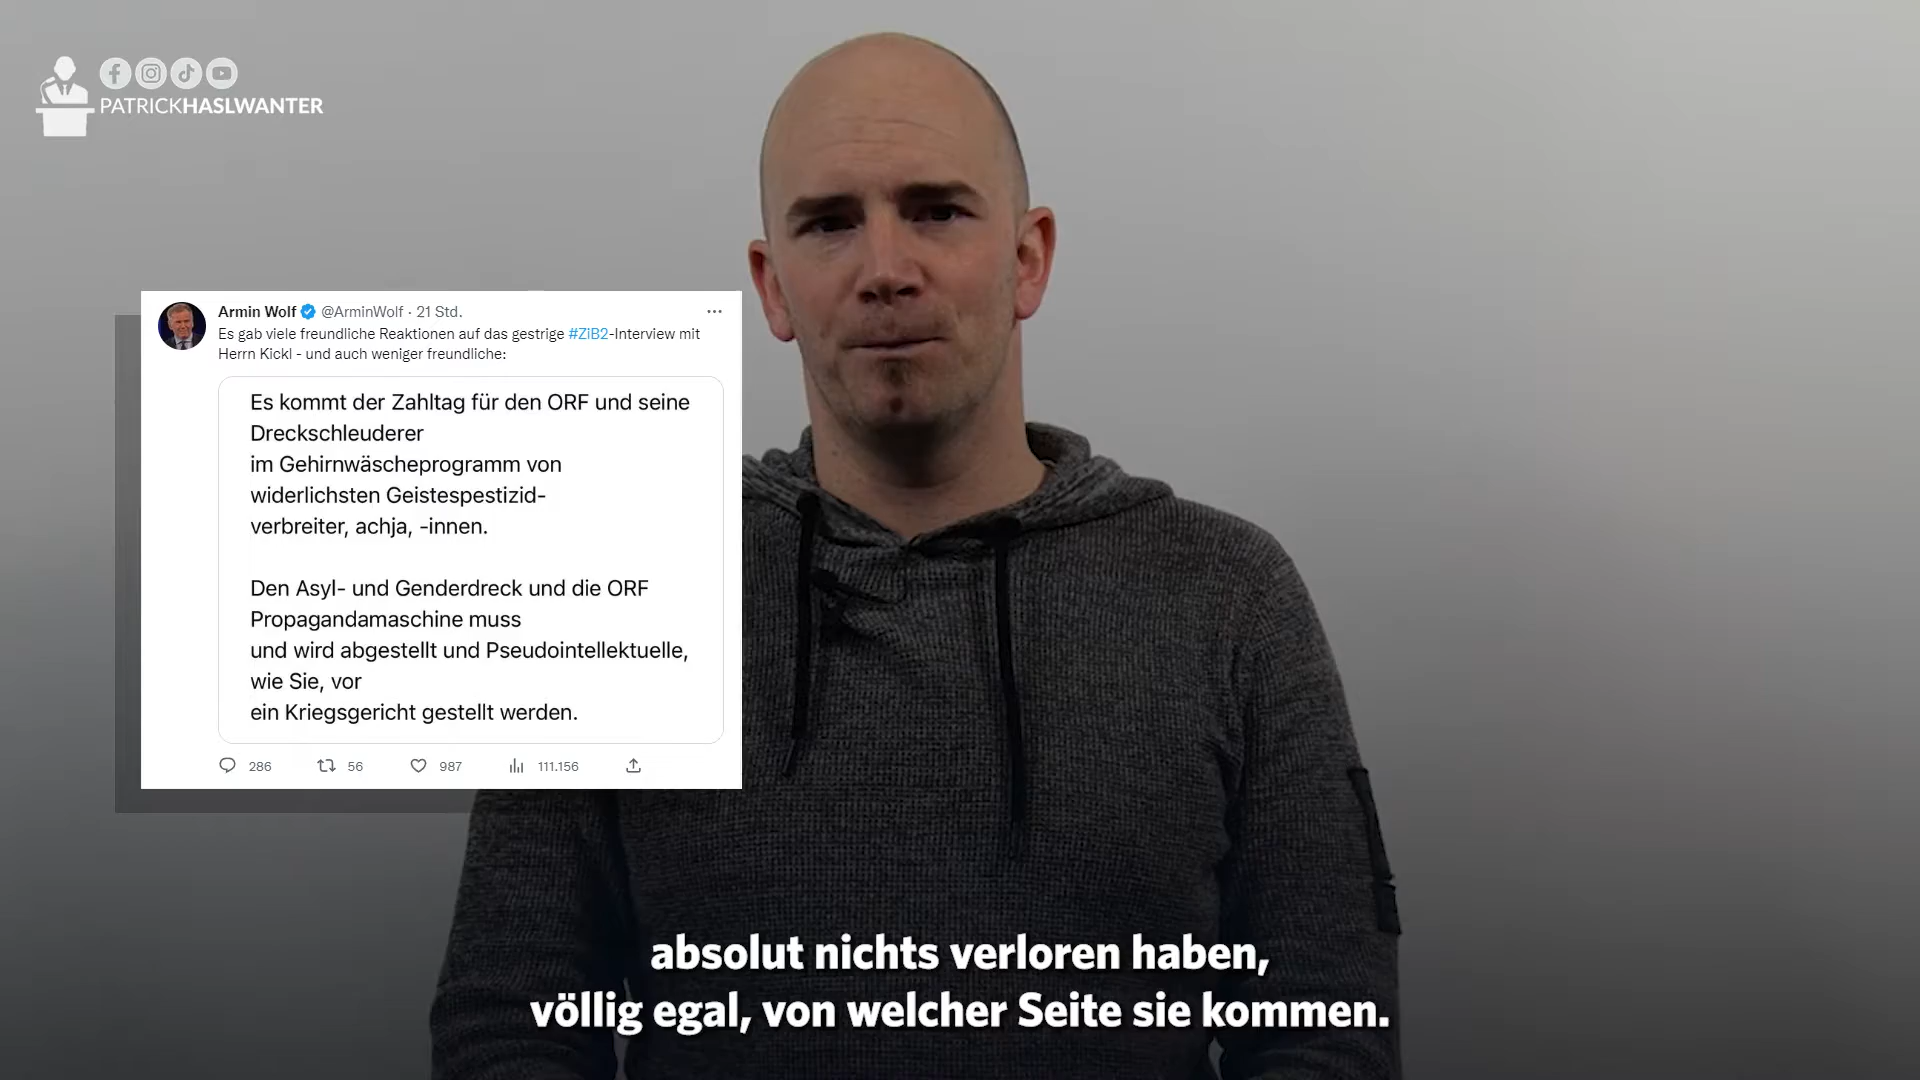 PATRICKHASLWANTER
Armin Wolf @ArminWolf · 21 Std.
Es gab viele freundliche Reaktionen auf das gestrige #ZiB2-Interview mit
Herrn Kickl - und auch weniger freundliche:
Es kommt der Zahltag für den ORF und seine
Dreckschleuderer
im Gehirnwäscheprogramm von
widerlichsten Geistespestizid-
verbreiter, achja, -innen.
Den Asyl- und Genderdreck und die ORF
Propagandamaschine muss
und wird abgestellt und Pseudointellektuelle,
wie Sie, vor
ein Kriegsgericht gestellt werden.
286 56 987 111.156
absolut nichts verloren haben,
völlig egal, von welcher Seite sie kommen.